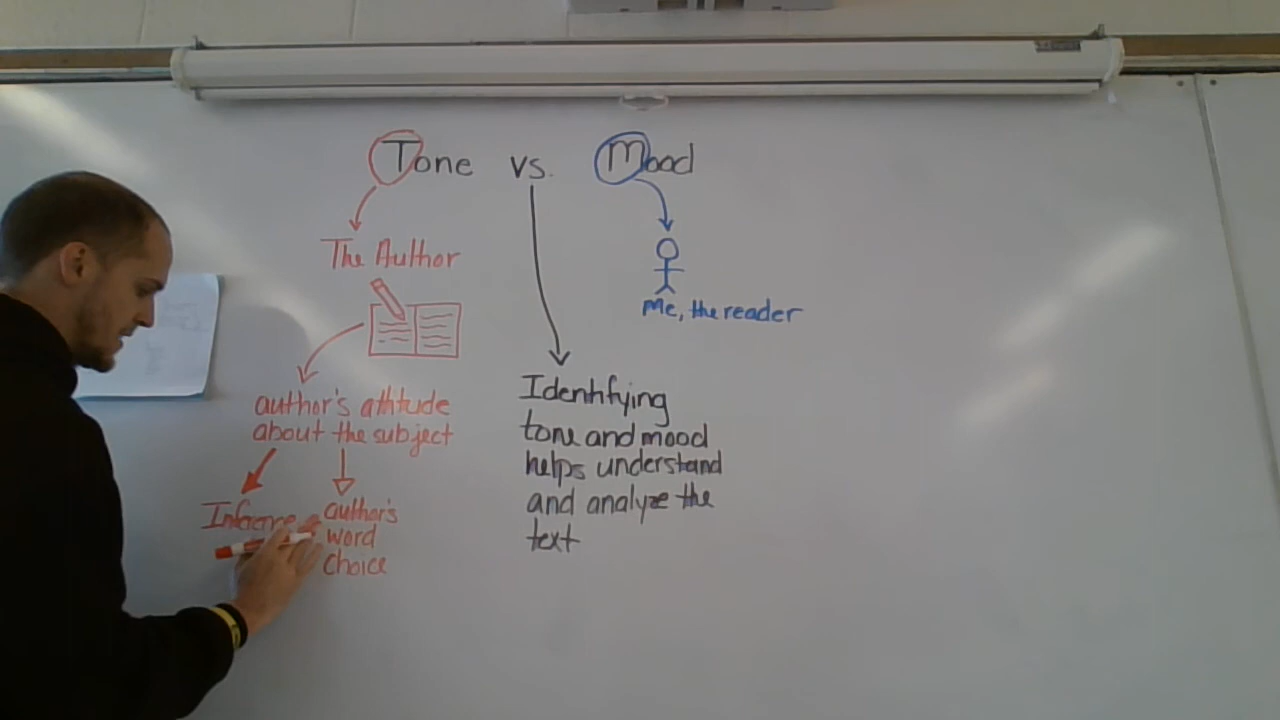 Tone vs. Mood
The Author
Me, the reader
author's attitude
about the subject
author's
word
choice
Identifying
tone and mood
helps understand
and analyze the
text